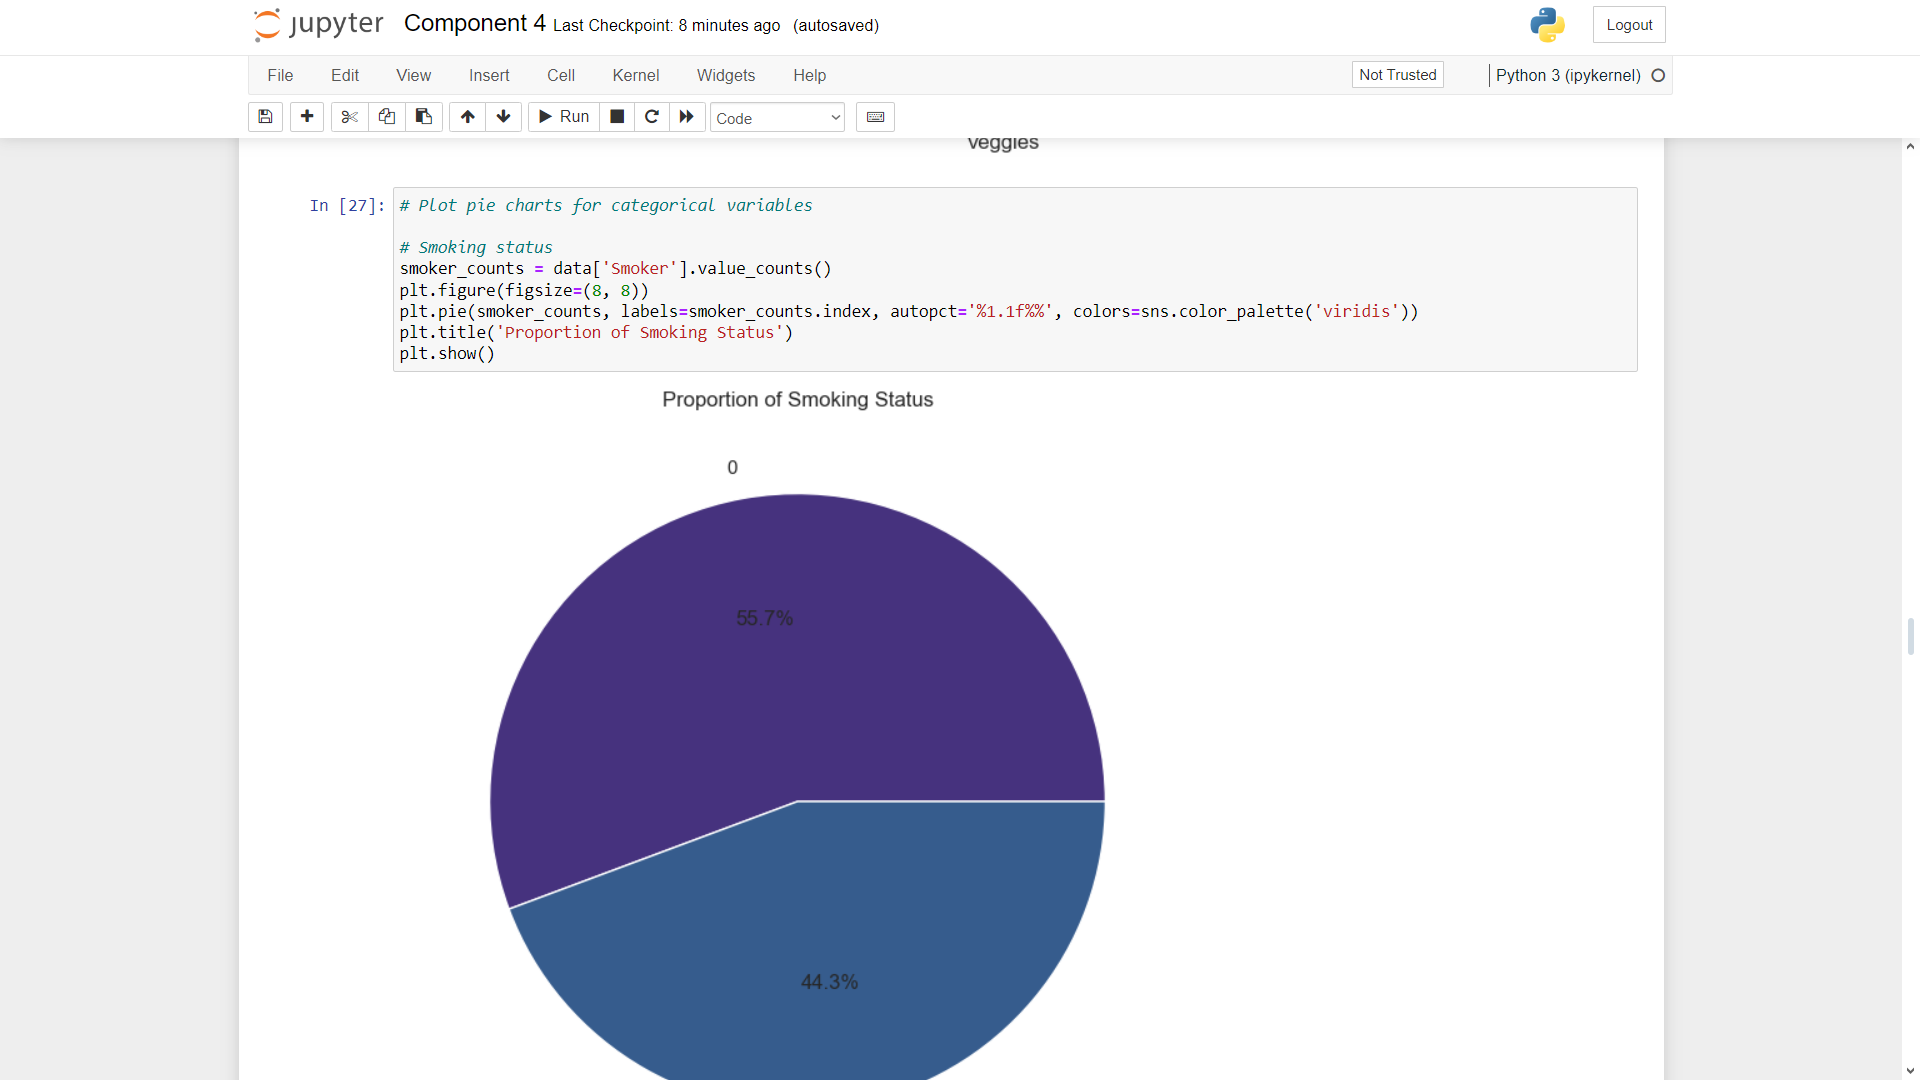 jupyter Component 4 Last Checkpoint: 8 minutes ago (autosaved) Logout
File Edit View Insert Cell Kernel Widgets Help Not Trusted Python 3 (ipykernel)
Run Code
veggies
In [27]: # Plot pie charts for categorical variables
# Smoking status
smoker_counts = data['Smoker'].value_counts()
plt.figure(figsize=(8, 8))
plt.pie(smoker_counts, labels=smoker_counts.index, autopct='%1.1f%%', colors=sns.color_palette('viridis'))
plt.title('Proportion of Smoking Status')
plt.show()
Proportion of Smoking Status
0
55.7%
44.3%